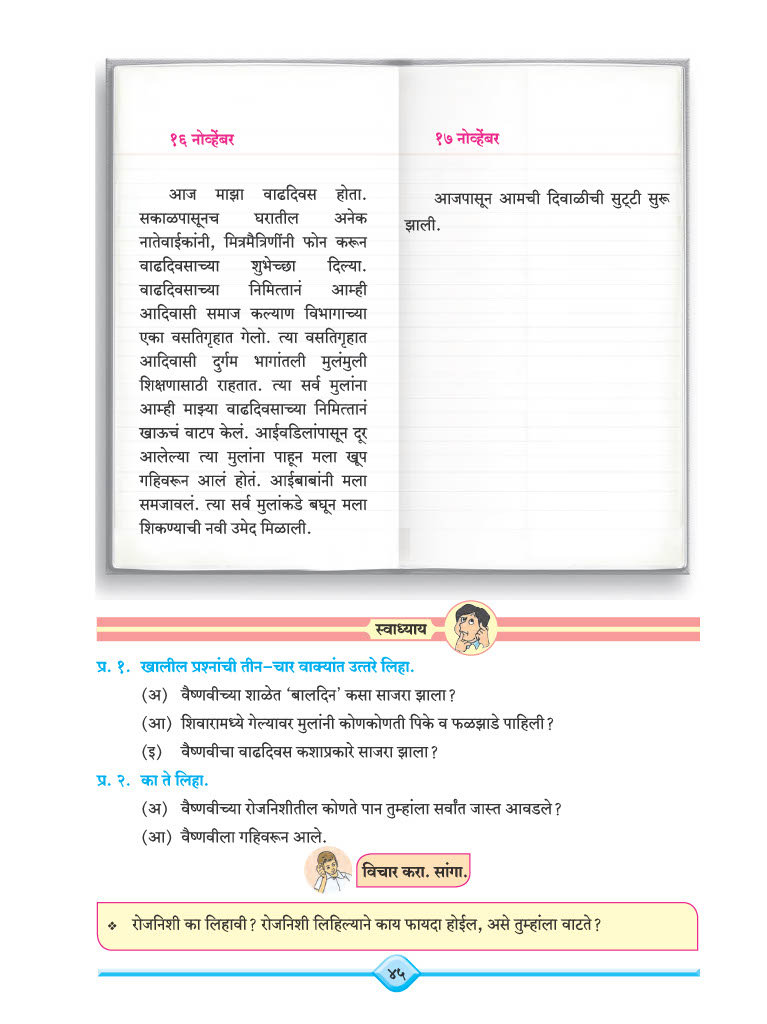 १६ नोव्हेंबर
आज माझा वाढदिवस होता.
सकाळपासूनच घरातील अनेक
नातेवाईकांनी, मित्रमैत्रिणींनी फोन करून
वाढदिवसाच्या शुभेच्छा दिल्या.
वाढदिवसाच्या निमित्तानं आम्ही
आदिवासी समाज कल्याण विभागाच्या
एका वसतिगृहात गेलो. त्या वसतिगृहात
आदिवासी दुर्गम भागांतली मुलंमुली
शिक्षणासाठी राहतात. त्या सर्व मुलांना
आम्ही माझ्या वाढदिवसाच्या निमित्तानं
खाऊचं वाटप केलं. आईवडिलांपासून दूर
आलेल्या त्या मुलांना पाहून मला खूप
गहिवरून आलं होतं. आईबाबांनी मला
समजावलं. त्या सर्व मुलांकडे बघून मला
शिकण्याची नवी उमेद मिळाली.
१७ नोव्हेंबर
आजपासून आमची दिवाळीची सुट्टी सुरू
झाली.
स्वाध्याय
प्र. १. खालील प्रश्नांची तीन-चार वाक्यांत उत्तरे लिहा.
(अ) वैष्णवीच्या शाळेत ‘बालदिन’ कसा साजरा झाला?
(आ) शिवारामध्ये गेल्यावर मुलांनी कोणकोणती पिके व फळझाडे पाहिली?
(इ) वैष्णवीचा वाढदिवस कशाप्रकारे साजरा झाला?
प्र. २. का ते लिहा.
(अ) वैष्णवीच्या रोजनिशीतील कोणते पान तुम्हांला सर्वांत जास्त आवडले?
(आ) वैष्णवीला गहिवरून आले.
विचार करा. सांगा.
❖ रोजनिशी का लिहावी? रोजनिशी लिहिल्याने काय फायदा होईल, असे तुम्हांला वाटते?
४५